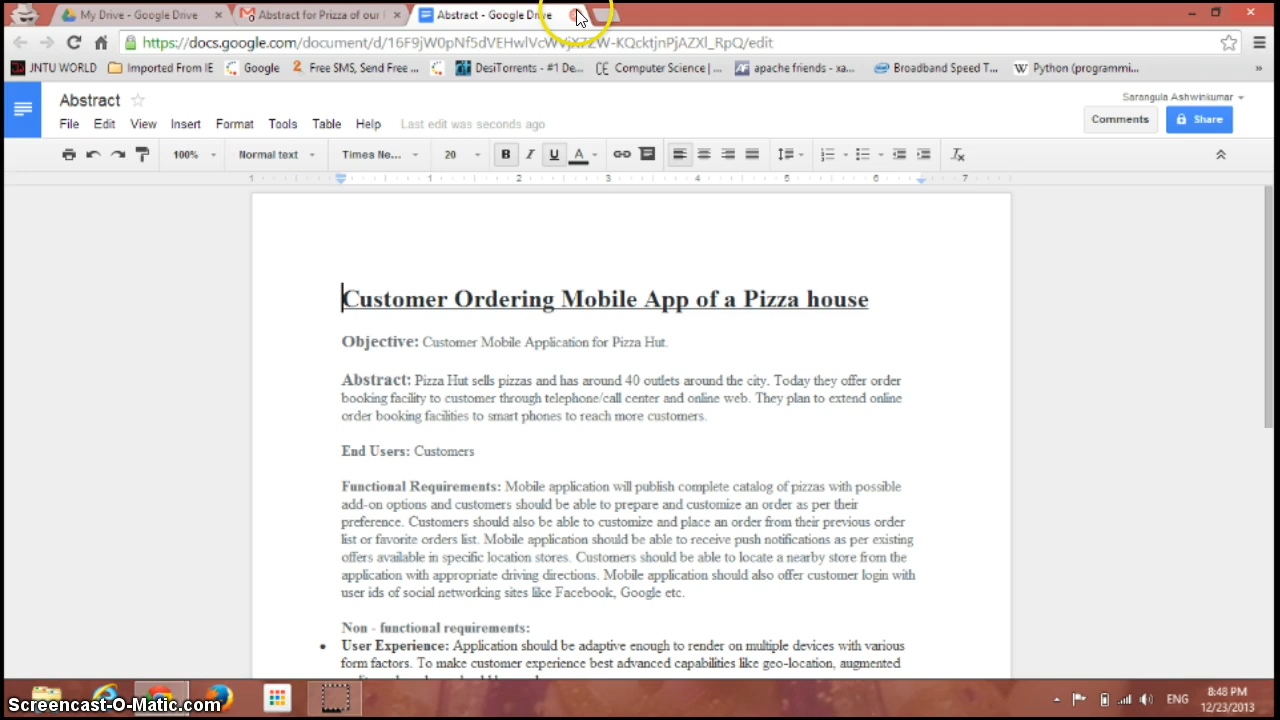 My Drive - Google Drive
Abstract for Prizza of our
Abstract - Google Drive
https://docs.google.com/document/d/16F9jW0pNf5dVEHwlVcWVjXZZW-KQcktjnPjAZXl_RpQ/edit
JNTU WORLD Imported From IE Google Free SMS, Send Free ... DesiTorrents - #1 De... Computer Science | ... apache friends - xa... Broadband Speed T... Python (programmi... »
Abstract
Sarangula Ashwinkumar
File Edit View Insert Format Tools Table Help Last edit was seconds ago
Comments Share
100% Normal text Times Ne... 20 B I U A
1 1 2 3 4 5 6 7
Customer Ordering Mobile App of a Pizza house
Objective: Customer Mobile Application for Pizza Hut.
Abstract: Pizza Hut sells pizzas and has around 40 outlets around the city. Today they offer order
booking facility to customer through telephone/call center and online web. They plan to extend online
order booking facilities to smart phones to reach more customers.
End Users: Customers
Functional Requirements: Mobile application will publish complete catalog of pizzas with possible
add-on options and customers should be able to prepare and customize an order as per their
preference. Customers should also be able to customize and place an order from their previous order
list or favorite orders list. Mobile application should be able to receive push notifications as per existing
offers available in specific location stores. Customers should be able to locate a nearby store from the
application with appropriate driving directions. Mobile application should also offer customer login with
user ids of social networking sites like Facebook, Google etc.
Non - functional requirements:
• User Experience: Application should be adaptive enough to render on multiple devices with various
form factors. To make customer experience best advanced capabilities like geo-location, augmented
Screencast-O-Matic.com
ENG
8:48 PM
12/23/2013